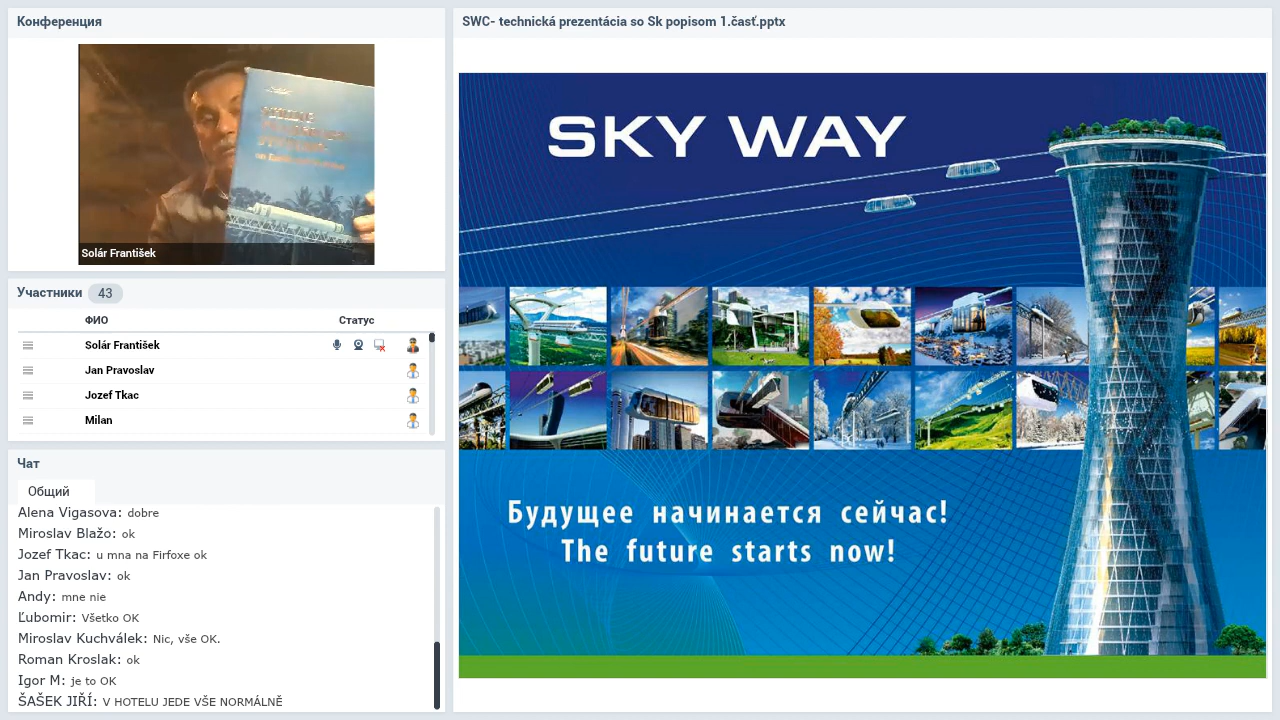 Конференция
Solár František
Участники 43
ФИО Статус
Solár František
Jan Pravoslav
Jozef Tkac
Milan
Чат
Общий
Alena Vigasova: dobre
Miroslav Blažo: ok
Jozef Tkac: u mna na Firfoxe ok
Jan Pravoslav: ok
Andy: mne nie
Ľubomir: Všetko OK
Miroslav Kuchválek: Nic, vše OK.
Roman Kroslak: ok
Igor M: je to OK
ŠAŠEK JIŘÍ: V HOTELU JEDE VŠE NORMÁLNĚ
SWC- technická prezentácia so Sk popisom 1.časť.pptx
SKY WAY
Будущее начинается сейчас!
The future starts now!